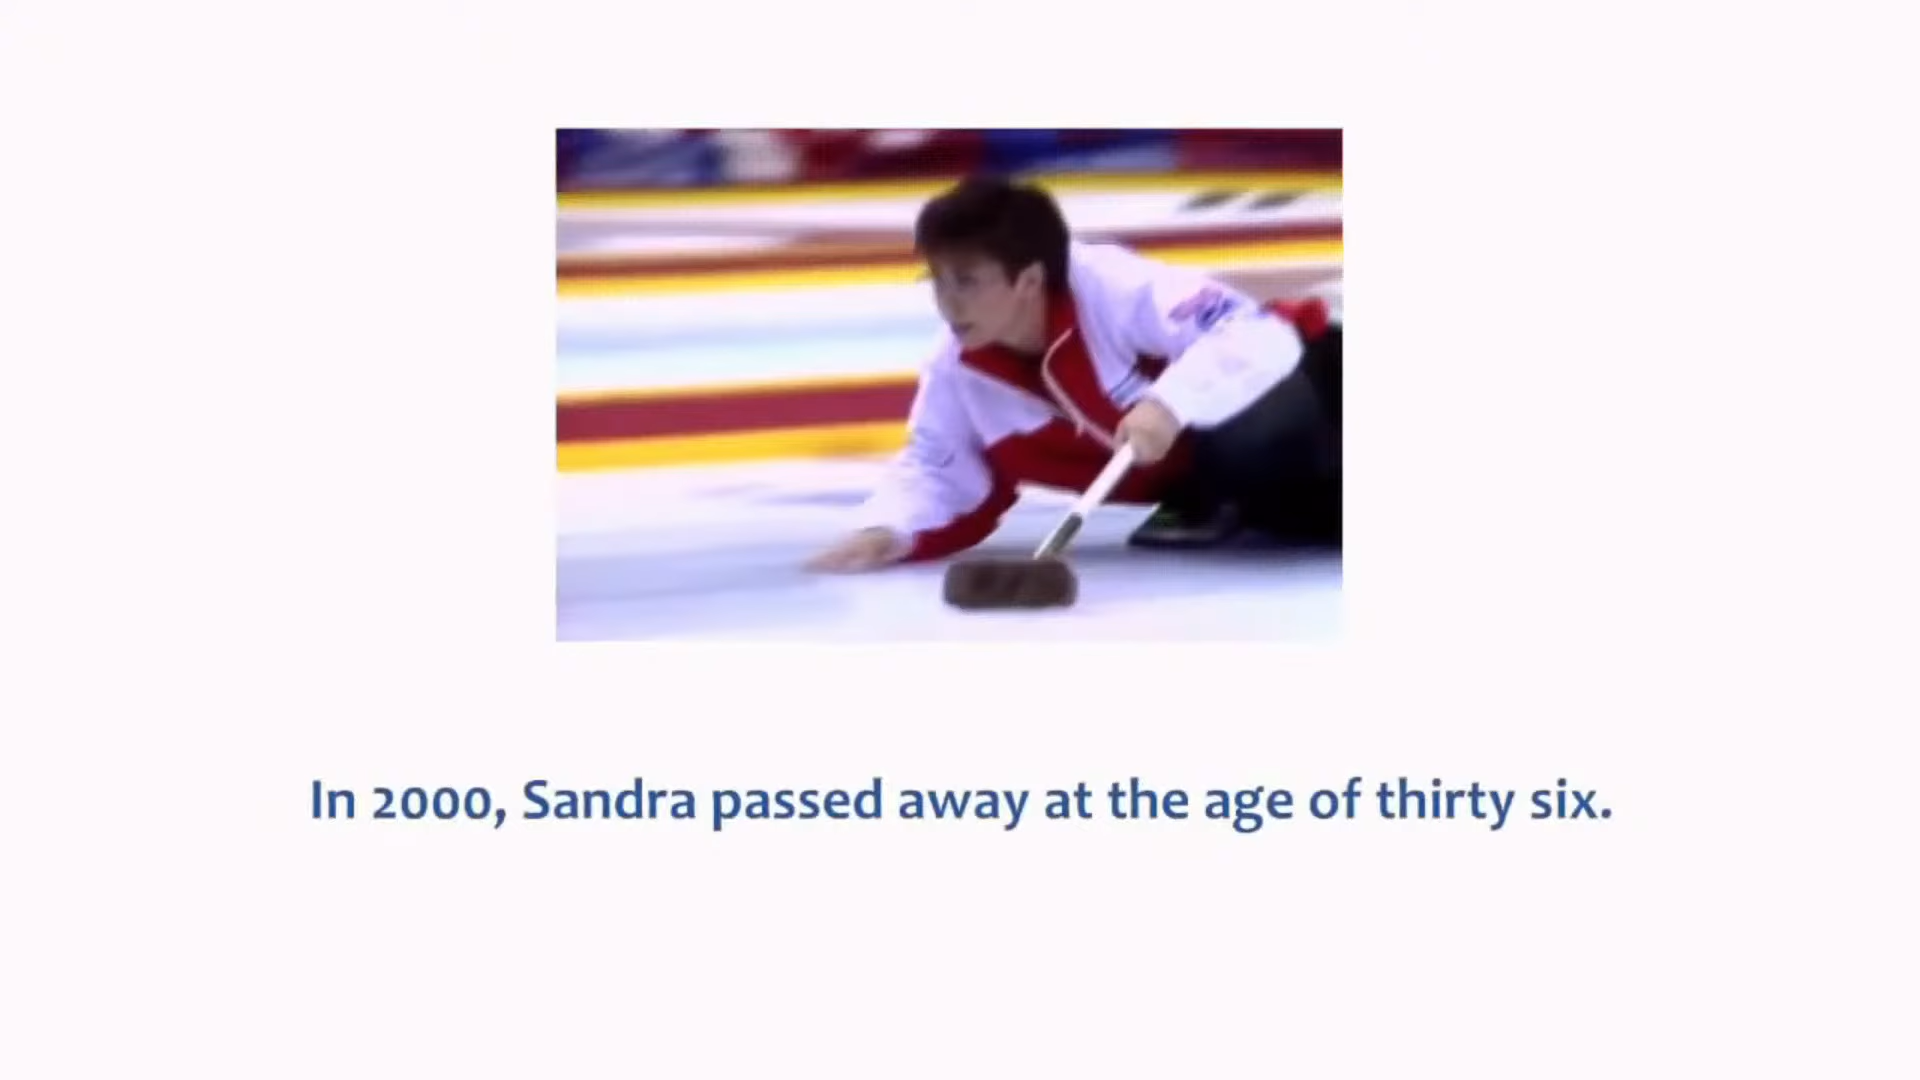 In 2000, Sandra passed away at the age of thirty six.